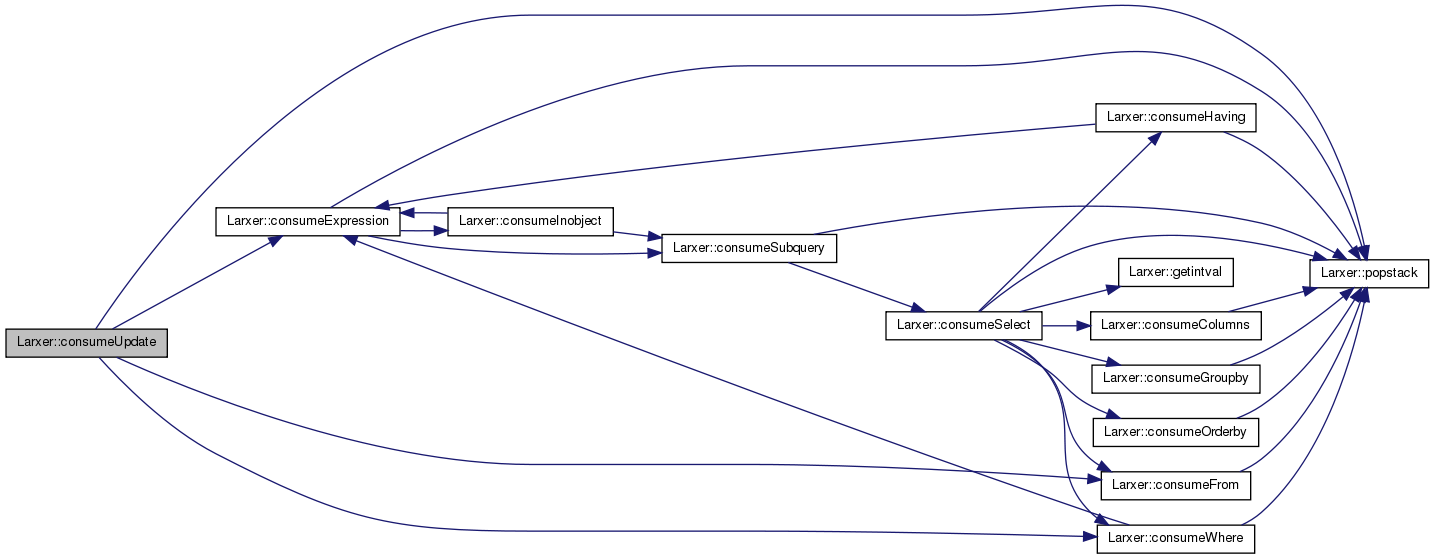 Larxer::consumeHaving
Larxer::consumeExpression
Larxer::consumeInobject
Larxer::consumeSubquery
Larxer::getintval
Larxer::popstack
Larxer::consumeUpdate
Larxer::consumeSelect
Larxer::consumeColumns
Larxer::consumeGroupby
Larxer::consumeOrderby
Larxer::consumeFrom
Larxer::consumeWhere